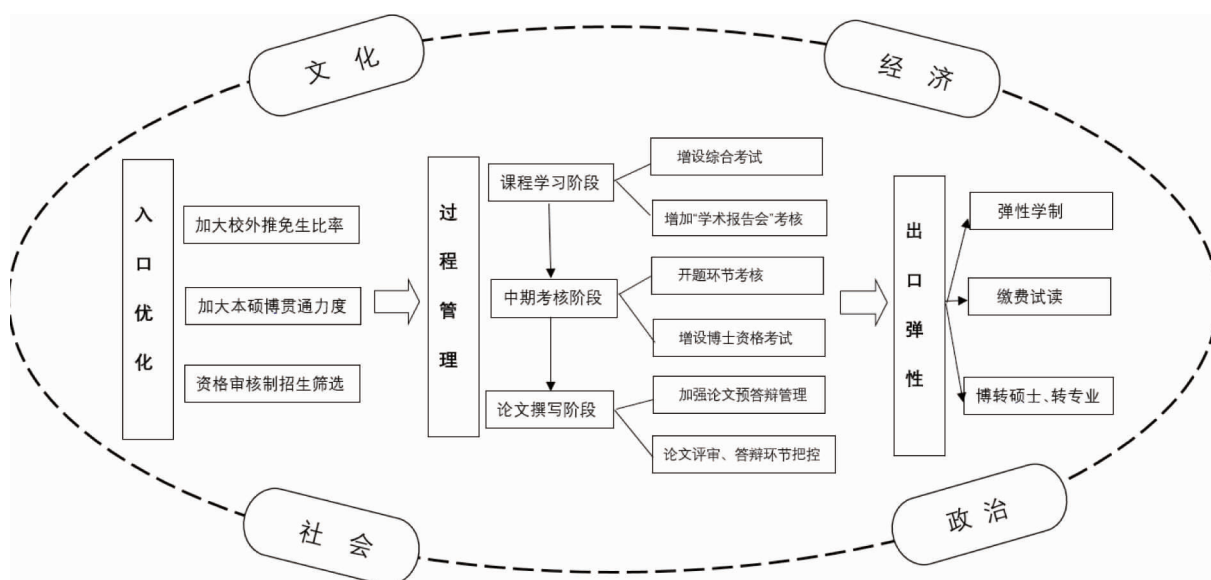 文 化
经 济
入口优化
加大校外推免生比率
加大本硕博贯通力度
资格审核制招生筛选
过程管理
课程学习阶段
增设综合考试
增加“学术报告会”考核
中期考核阶段
开题环节考核
增设博士资格考试
论文撰写阶段
加强论文预答辩管理
论文评审、答辩环节把控
出口弹性
弹性学制
缴费试读
博转硕士、转专业
社 会
政 治